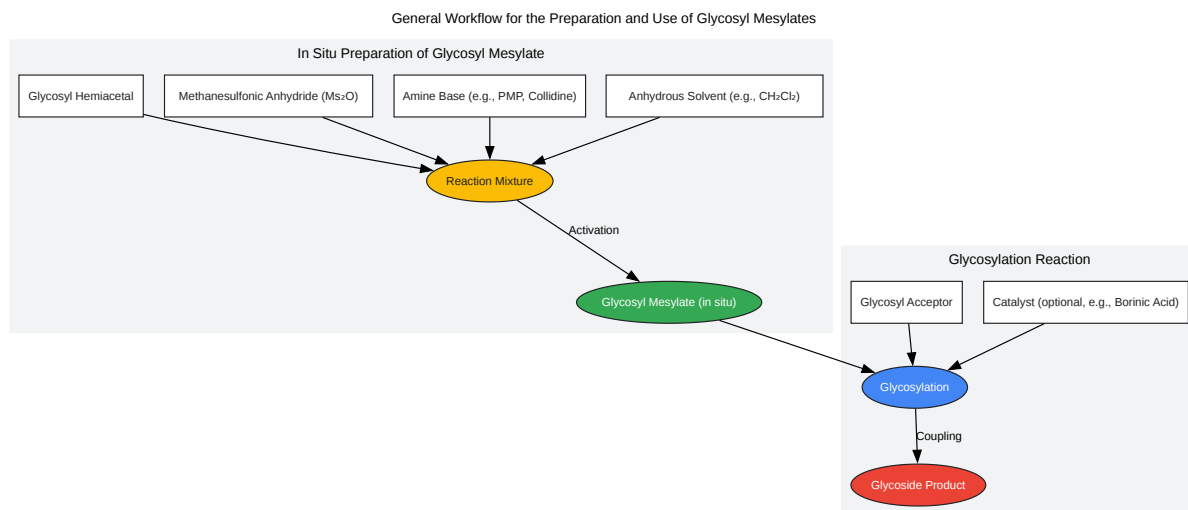 General Workflow for the Preparation and Use of Glycosyl Mesylates
In Situ Preparation of Glycosyl Mesylate
Glycosyl Hemiacetal
Methanesulfonic Anhydride (Ms₂O)
Amine Base (e.g., PMP, Collidine)
Anhydrous Solvent (e.g., CH₂Cl₂)
Reaction Mixture
Activation
Glycosyl Mesylate (in situ)
Glycosylation Reaction
Glycosyl Acceptor
Catalyst (optional, e.g., Borinic Acid)
Glycosylation
Coupling
Glycoside Product